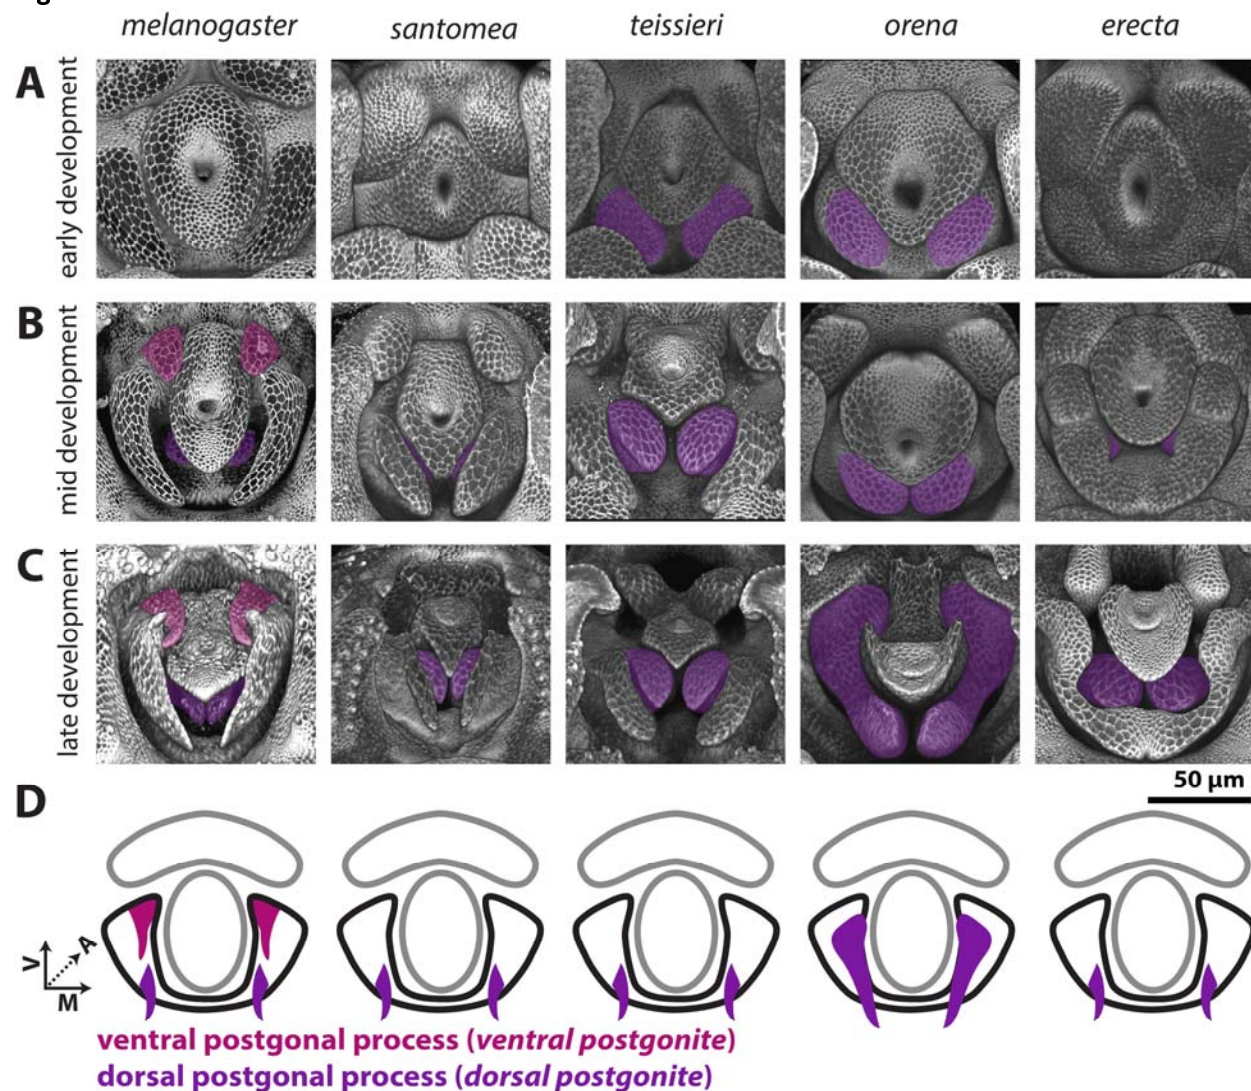 melanogaster santomea teissieri orena erecta
A
early development
B
mid development
C
late development
50 µm
D
V
A
M
ventral postgonal process (ventral postgonite)
dorsal postgonal process (dorsal postgonite)